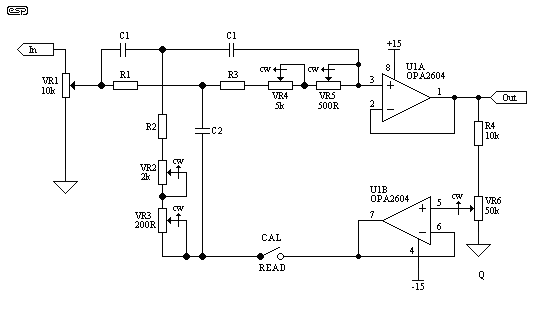 esp
C1
C1
+15
In
cw
cw
8
U1A
OPA2604
VR1
10k
R1
R3
3
+
1
Out
VR4
5k
VR5
500R
2
−
R2
C2
R4
10k
VR2
2k
cw
U1B
OPA2604
cw
VR3
200R
cw
7
+
5
VR6
50k
CAL
−
6
READ
4
Q
-15